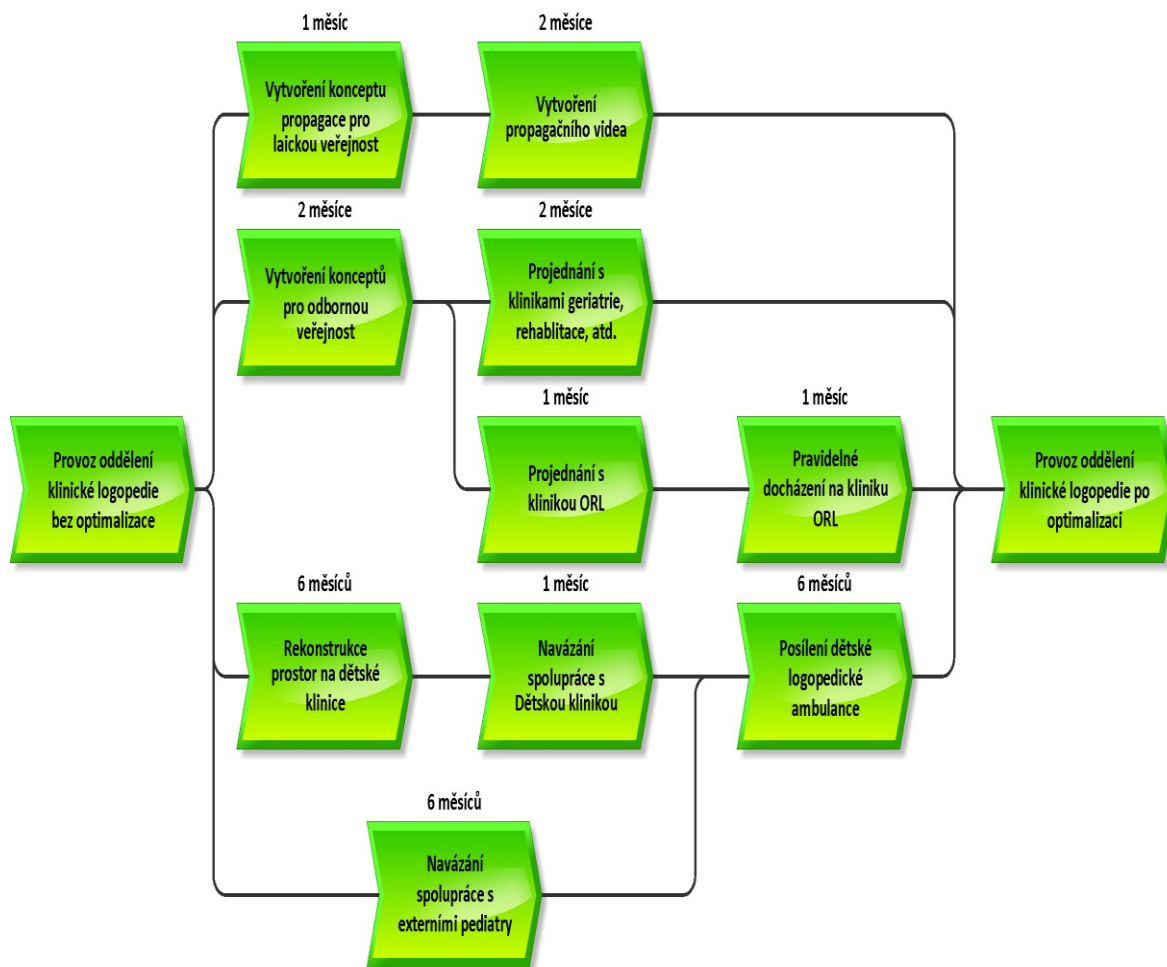 1 měsíc
Vytvoření konceptu
propagace pro
laickou veřejnost
2 měsíce
Vytvoření
propagačního videa
2 měsíce
Vytvoření konceptů
pro odbornou
veřejnost
2 měsíce
Projednání s
klinikami geriatrie,
rehablitace, atd.
Provoz oddělení
klinické logopedie
bez optimalizace
1 měsíc
Projednání s
klinikou ORL
1 měsíc
Pravidelné
docházení na kliniku
ORL
Provoz oddělení
klinické logopedie po
optimalizaci
6 měsíců
Rekonstrukce
prostor na dětské
klinice
1 měsíc
Navázání
spolupráce s
Dětskou klinikou
6 měsíců
Posílení dětské
logopedické
ambulance
6 měsíců
Navázání
spolupráce s
externími pediatry